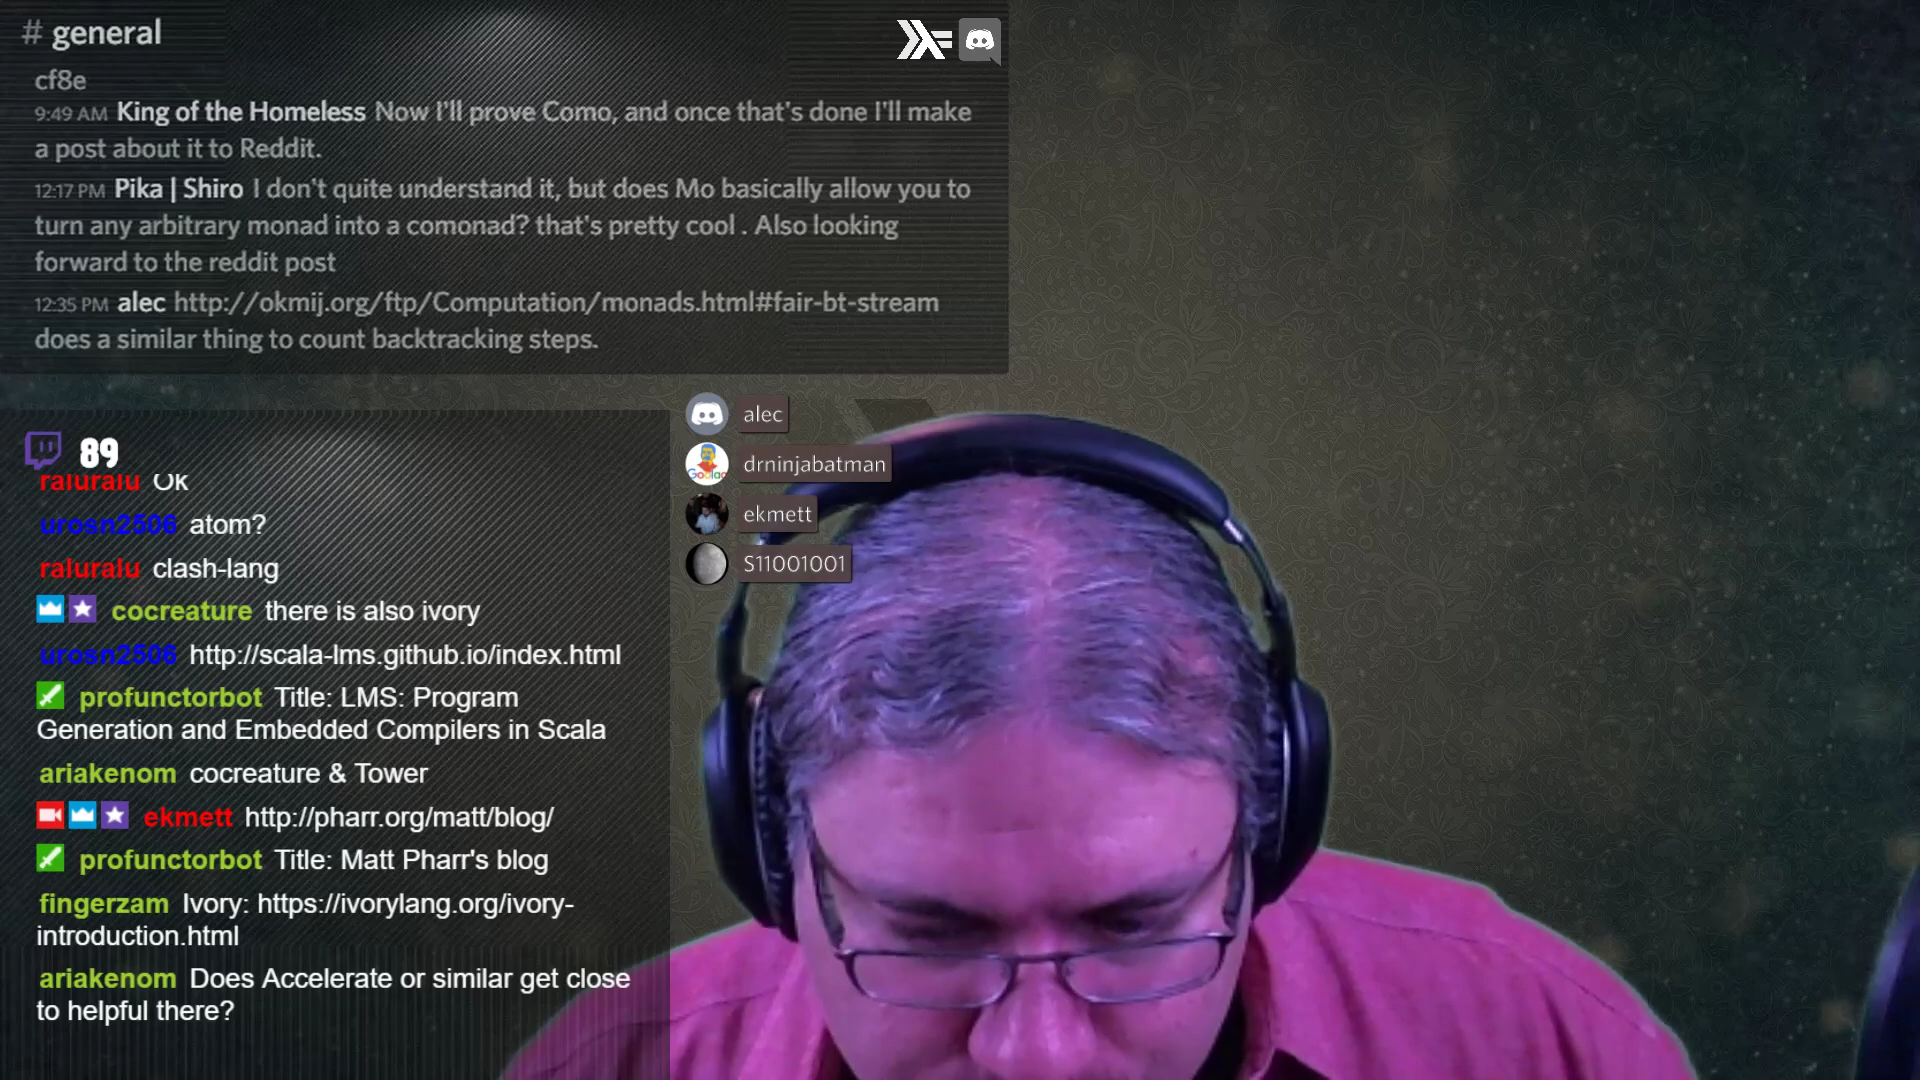 # general
cf8e
9:49 AM King of the Homeless Now I'll prove Como, and once that's done I'll make
a post about it to Reddit.
12:17 PM Pika | Shiro I don't quite understand it, but does Mo basically allow you to
turn any arbitrary monad into a comonad? that's pretty cool . Also looking
forward to the reddit post
12:35 PM alec http://okmij.org/ftp/Computation/monads.html#fair-bt-stream
does a similar thing to count backtracking steps.
alec
drninjabatman
ekmett
S11001001
89
raluralu Ok
urosn2506 atom?
raluralu clash-lang
cocreature there is also ivory
urosn2506 http://scala-lms.github.io/index.html
profunctorbot Title: LMS: Program
Generation and Embedded Compilers in Scala
ariakenom cocreature & Tower
ekmett http://pharr.org/matt/blog/
profunctorbot Title: Matt Pharr's blog
fingerzam Ivory: https://ivorylang.org/ivory-
introduction.html
ariakenom Does Accelerate or similar get close
to helpful there?